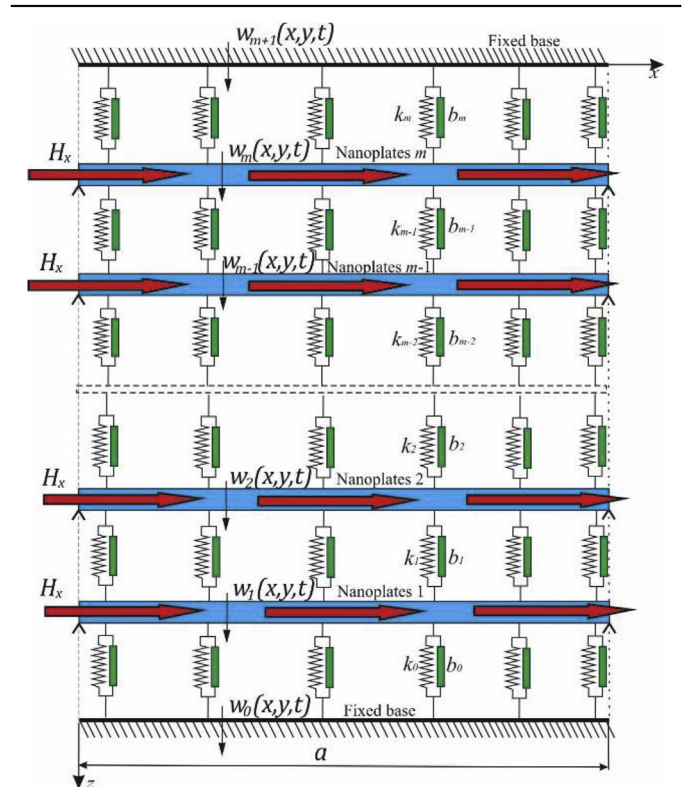 w_{m+1}(x,y,t)
Fixed base
x
k_m b_m
H_x
w_m(x,y,t)
Nanoplates m
k_{m-1} b_{m-1}
H_x
w_{m-1}(x,y,t)
Nanoplates m-1
k_{m-2} b_{m-2}
k_2 b_2
H_x
w_2(x,y,t)
Nanoplates 2
k_1 b_1
H_x
w_1(x,y,t)
Nanoplates 1
k_0 b_0
w_0(x,y,t)
Fixed base
a
z